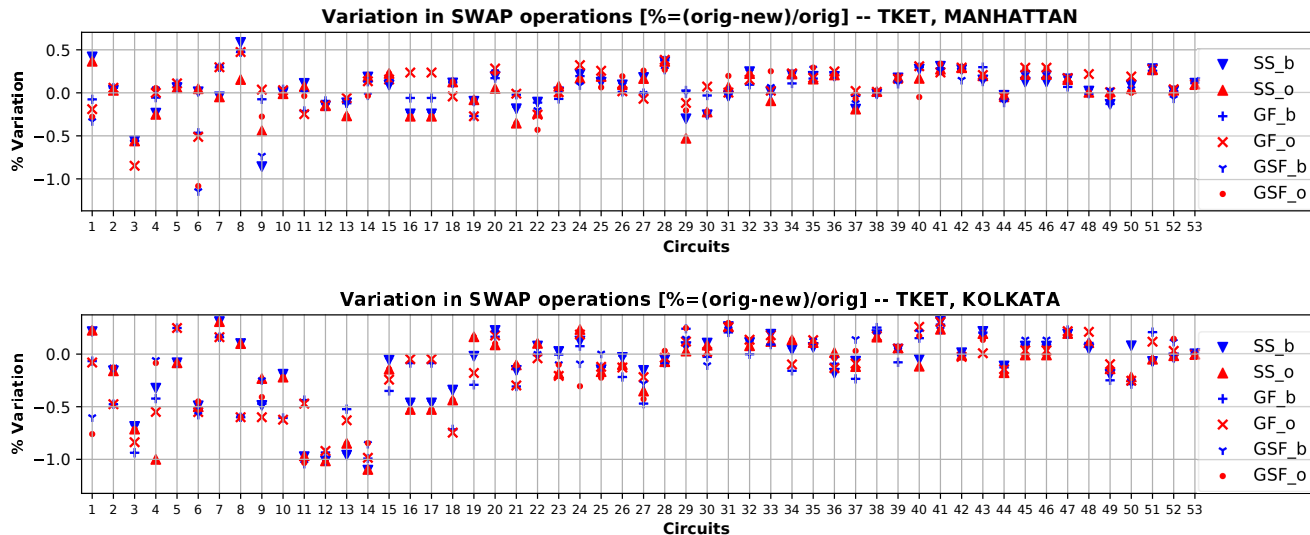 Variation in SWAP operations [%=(orig-new)/orig] -- TKET, MANHATTAN
% Variation
0.5
0.0
−0.5
−1.0
1 2 3 4 5 6 7 8 9 10 11 12 13 14 15 16 17 18 19 20 21 22 23 24 25 26 27 28 29 30 31 32 33 34 35 36 37 38 39 40 41 42 43 44 45 46 47 48 49 50 51 52 53
Circuits
SS_b
SS_o
GF_b
GF_o
GSF_b
GSF_o
Variation in SWAP operations [%=(orig-new)/orig] -- TKET, KOLKATA
% Variation
0.0
−0.5
−1.0
1 2 3 4 5 6 7 8 9 10 11 12 13 14 15 16 17 18 19 20 21 22 23 24 25 26 27 28 29 30 31 32 33 34 35 36 37 38 39 40 41 42 43 44 45 46 47 48 49 50 51 52 53
Circuits
SS_b
SS_o
GF_b
GF_o
GSF_b
GSF_o